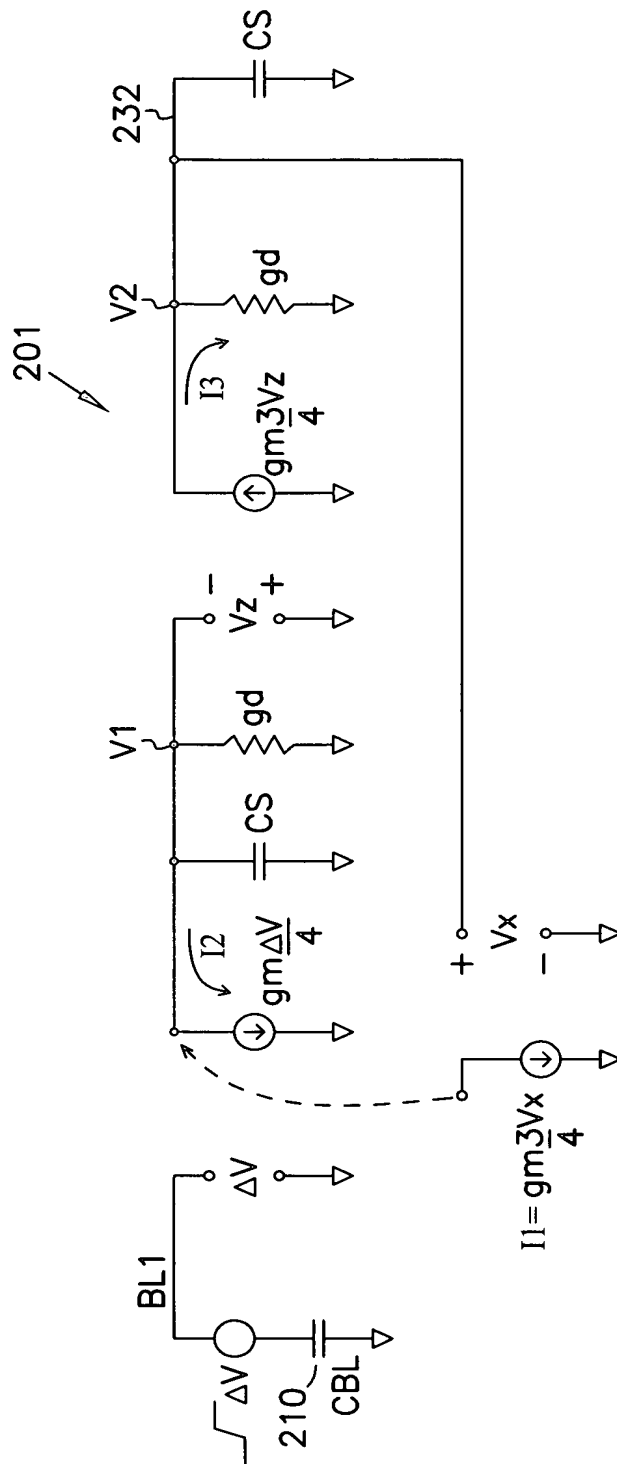 201
BL1
ΔV
210
CBL
ΔV
I1= gm3Vx/4
I2
gmΔV/4
CS
V1
gd
-
Vz
+
+
Vx
-
I3
gm3Vz/4
V2
gd
232
CS